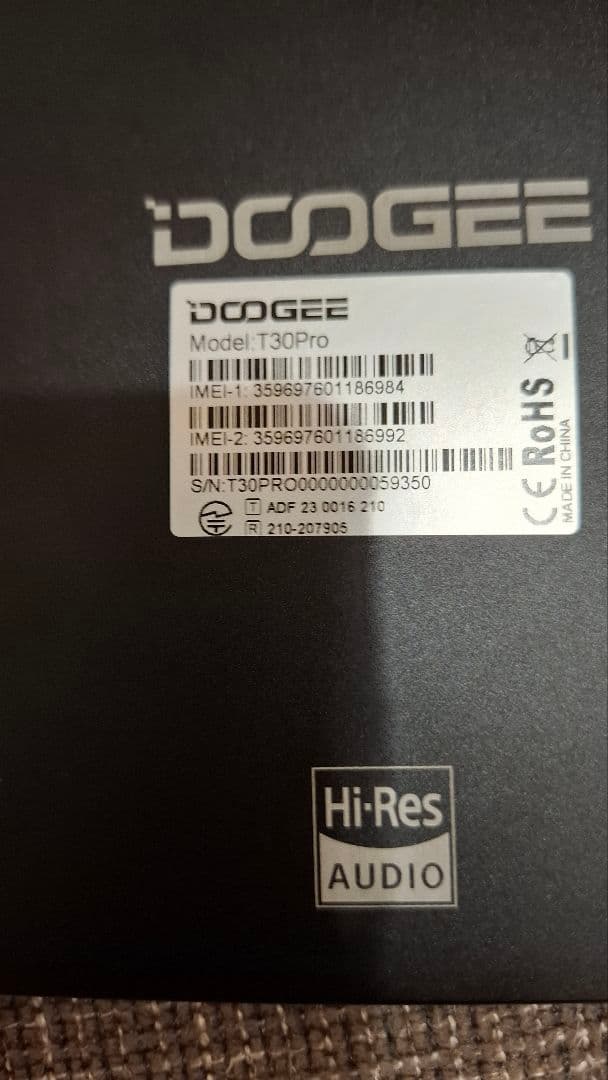 DOOGEE
DOOGEE
Model:T30Pro
IMEI-1: 359697601186984
IMEI-2: 359697601186992
S/N:T30PRO0000000059350
T ADF 23 0016 210
R 210-207905
CE RoHS
MADE IN CHINA
Hi-Res
AUDIO